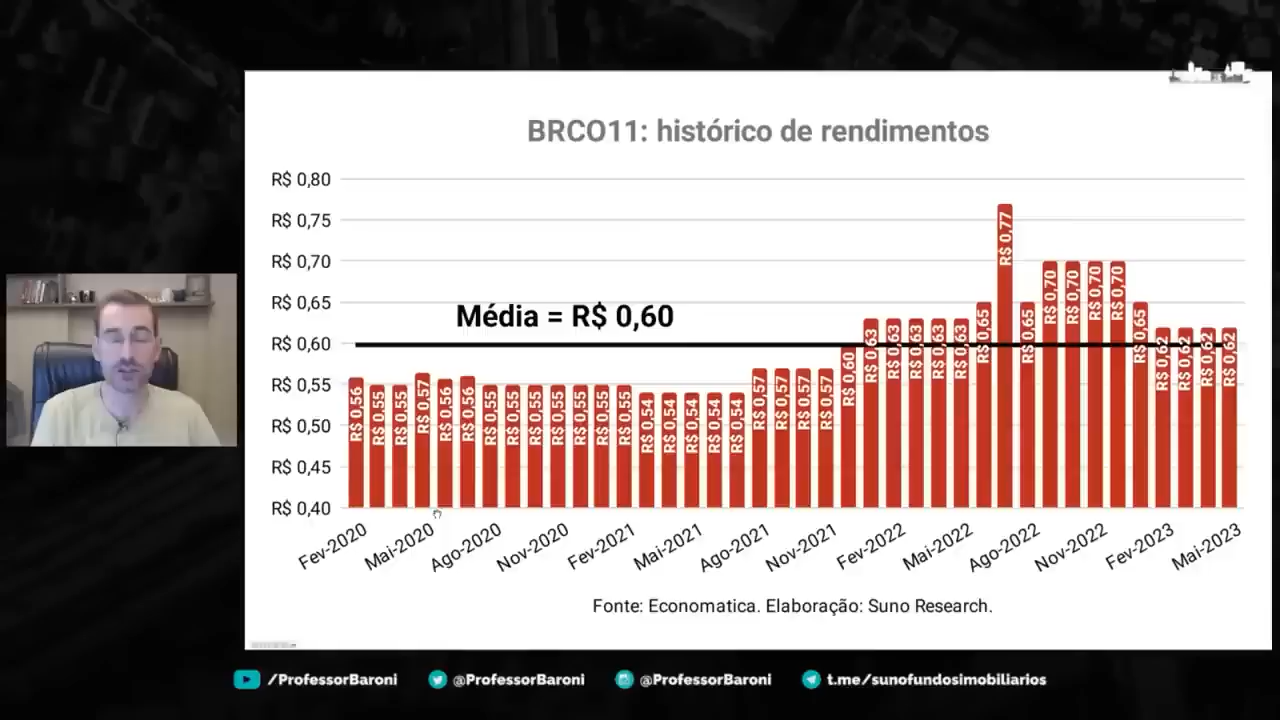 BRCO11: histórico de rendimentos
R$ 0,80
R$ 0,75
R$ 0,70
R$ 0,65
R$ 0,60
R$ 0,55
R$ 0,50
R$ 0,45
R$ 0,40
Média = R$ 0,60
R$ 0,56
R$ 0,55
R$ 0,55
R$ 0,57
R$ 0,56
R$ 0,56
R$ 0,55
R$ 0,55
R$ 0,55
R$ 0,55
R$ 0,55
R$ 0,55
R$ 0,55
R$ 0,54
R$ 0,54
R$ 0,54
R$ 0,54
R$ 0,54
R$ 0,57
R$ 0,57
R$ 0,57
R$ 0,57
R$ 0,60
R$ 0,63
R$ 0,63
R$ 0,63
R$ 0,63
R$ 0,63
R$ 0,65
R$ 0,77
R$ 0,65
R$ 0,70
R$ 0,70
R$ 0,70
R$ 0,70
R$ 0,65
R$ 0,62
R$ 0,62
R$ 0,62
R$ 0,62
Fev-2020
Mai-2020
Ago-2020
Nov-2020
Fev-2021
Mai-2021
Ago-2021
Nov-2021
Fev-2022
Mai-2022
Ago-2022
Nov-2022
Fev-2023
Mai-2023
Fonte: Economatica. Elaboração: Suno Research.
/ProfessorBaroni
@ProfessorBaroni
@ProfessorBaroni
t.me/sunofundosimobiliarios